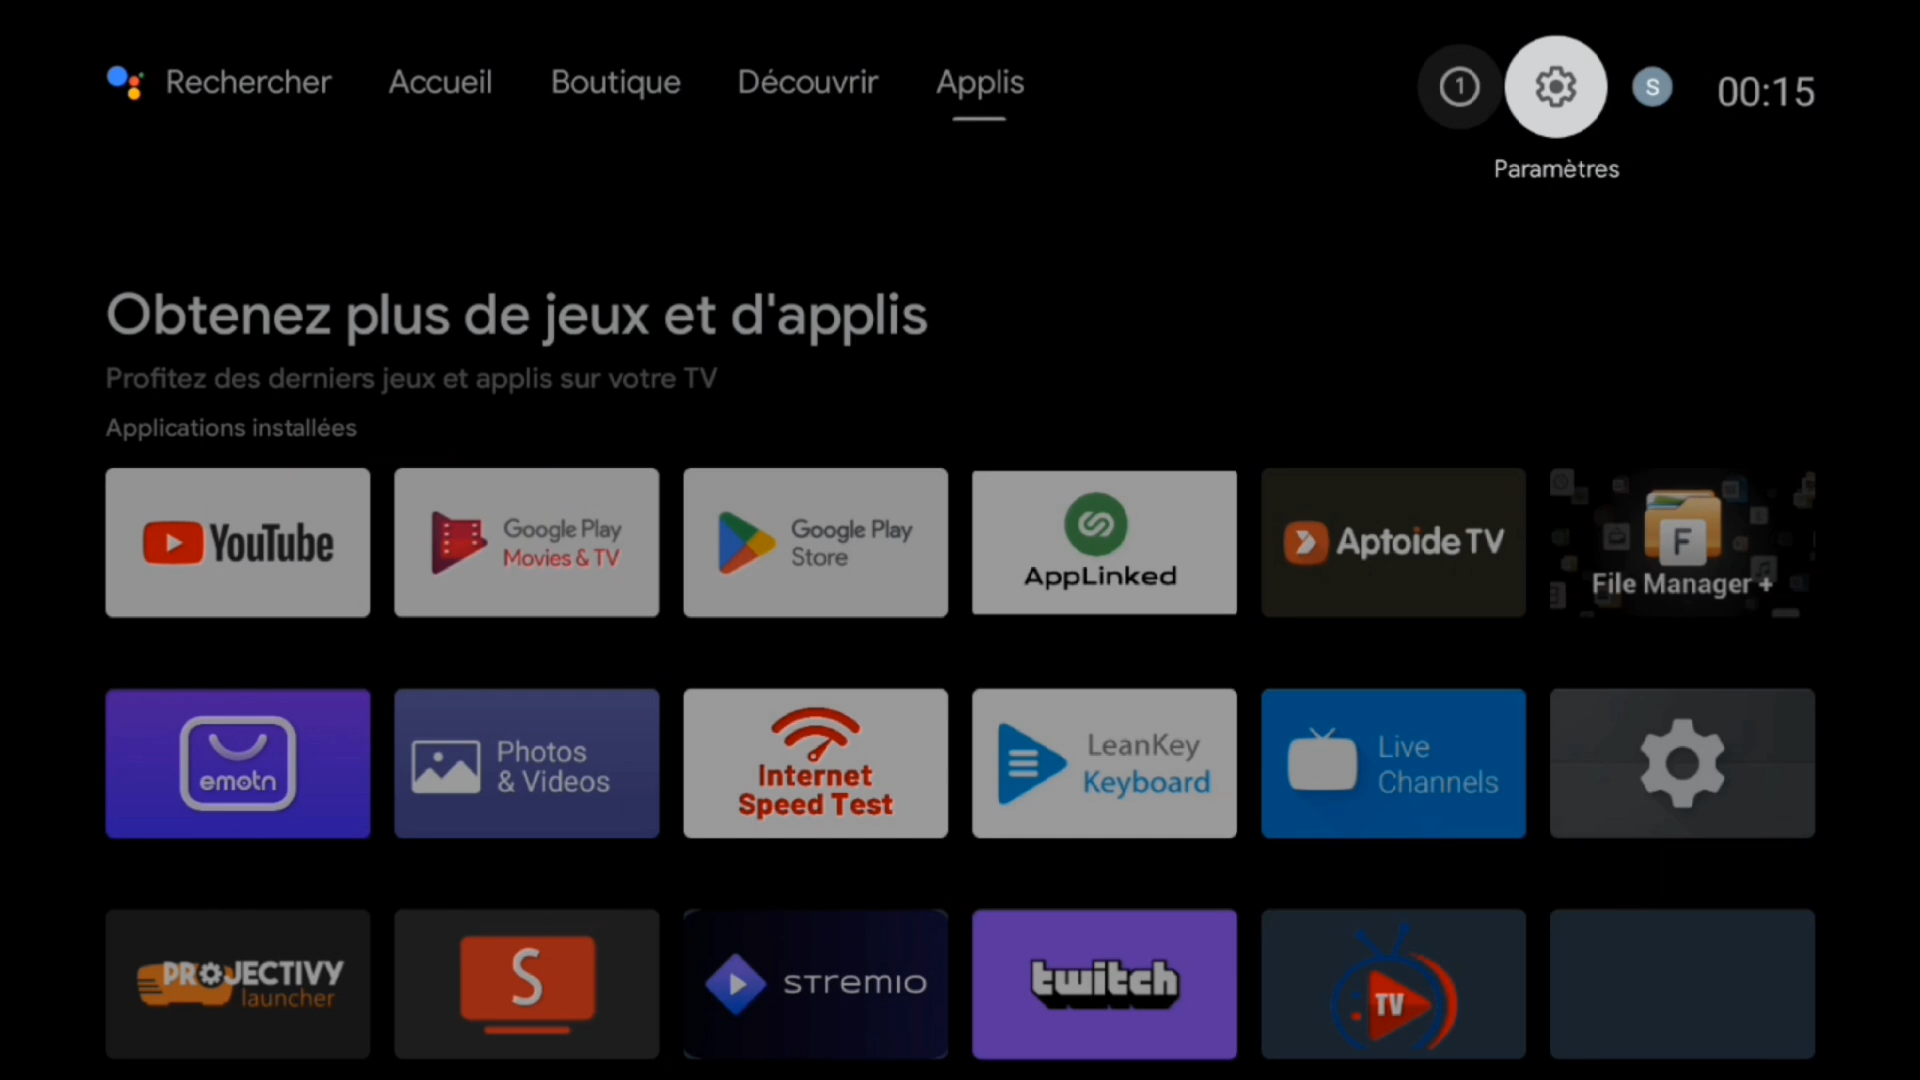 Rechercher
Accueil
Boutique
Découvrir
Applis
1
S
00:15
Paramètres
Obtenez plus de jeux et d'applis
Profitez des derniers jeux et applis sur votre TV
Applications installées
YouTube
Google Play
Movies & TV
Google Play
Store
AppLinked
Aptoide TV
F
File Manager +
emotn
Photos
& Videos
Internet
Speed Test
LeanKey
Keyboard
Live
Channels
PROJECTIVY
launcher
S
STREMIO
twitch
TV